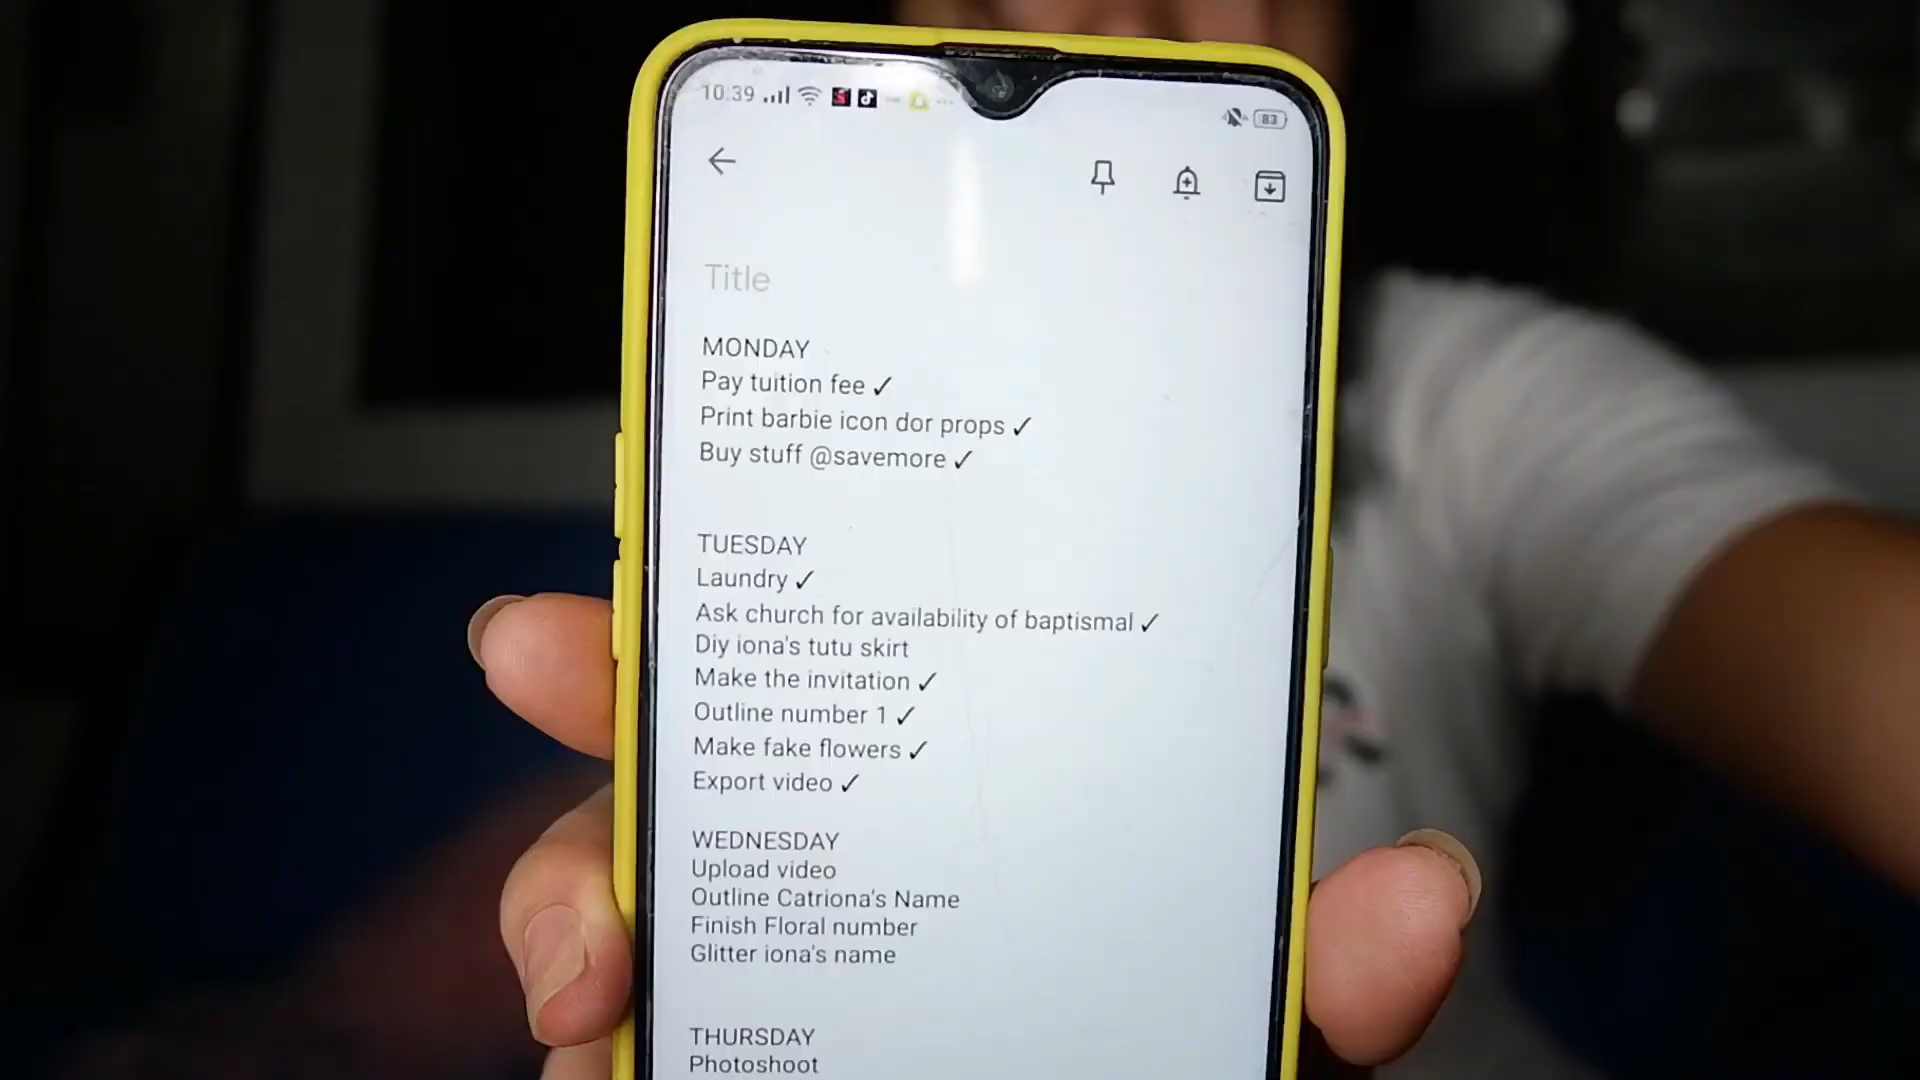 10.39
83
Title
MONDAY
Pay tuition fee ✓
Print barbie icon dor props ✓
Buy stuff @savemore ✓
TUESDAY
Laundry ✓
Ask church for availability of baptismal ✓
Diy iona's tutu skirt
Make the invitation ✓
Outline number 1 ✓
Make fake flowers ✓
Export video ✓
WEDNESDAY
Upload video
Outline Catriona's Name
Finish Floral number
Glitter iona's name
THURSDAY
Photoshoot